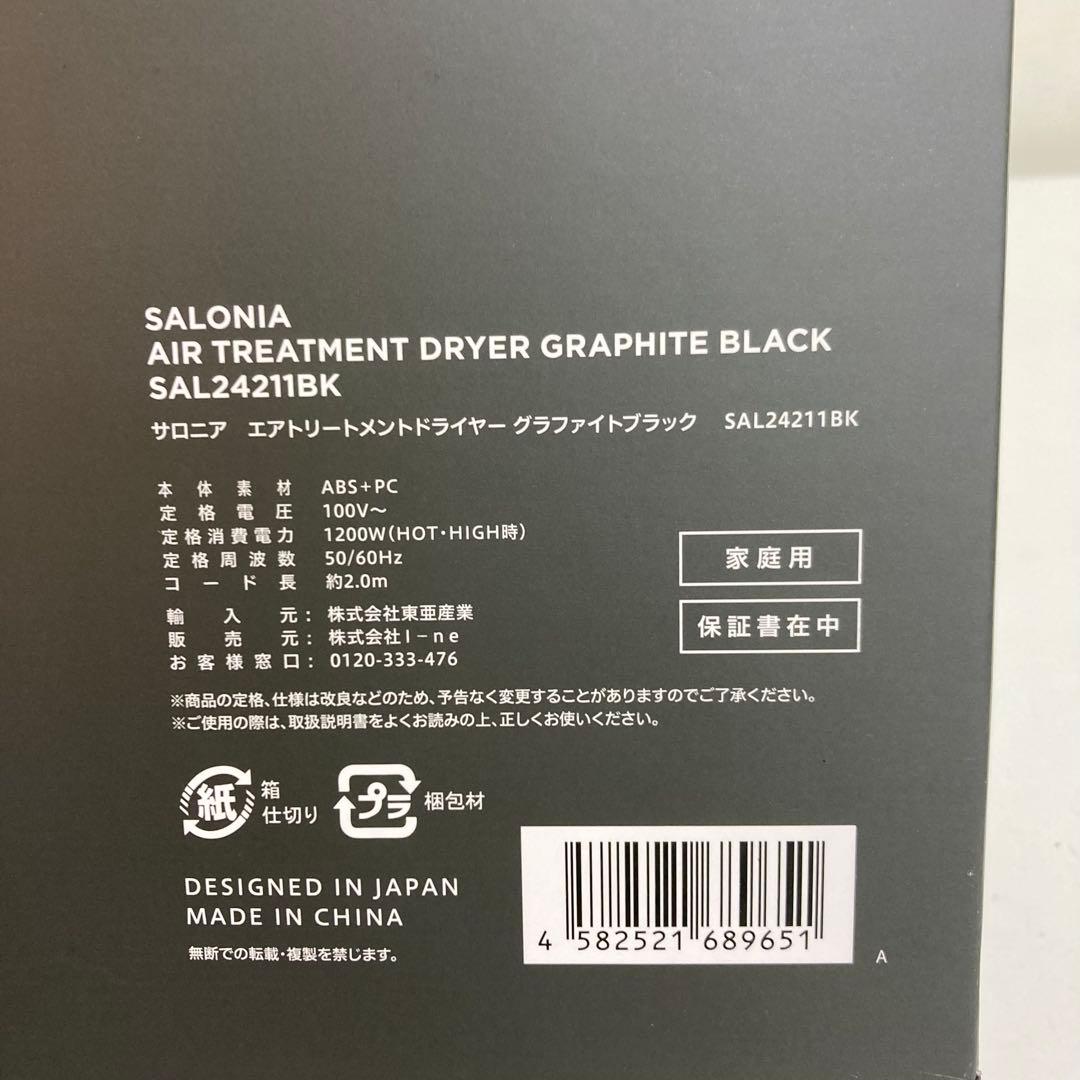 SALONIA
AIR TREATMENT DRYER GRAPHITE BLACK
SAL24211BK
サロニア　エアトリートメントドライヤー グラファイトブラック　SAL24211BK
本体素材 ABS+PC
定格電圧 100V～
定格消費電力 1200W(HOT・HIGH時)
定格周波数 50/60Hz
コード長 約2.0m
家庭用
輸入元: 株式会社東亜産業
販売元: 株式会社I-ne
保証書在中
お客様窓口: 0120-333-476
※商品の定格、仕様は改良などのため、予告なく変更することがありますのでご了承ください。
※ご使用の際は、取扱説明書をよくお読みの上、正しくお使いください。
紙 箱
仕切り
プラ 梱包材
DESIGNED IN JAPAN
MADE IN CHINA
無断での転載・複製を禁じます。
4 582521 689651
A